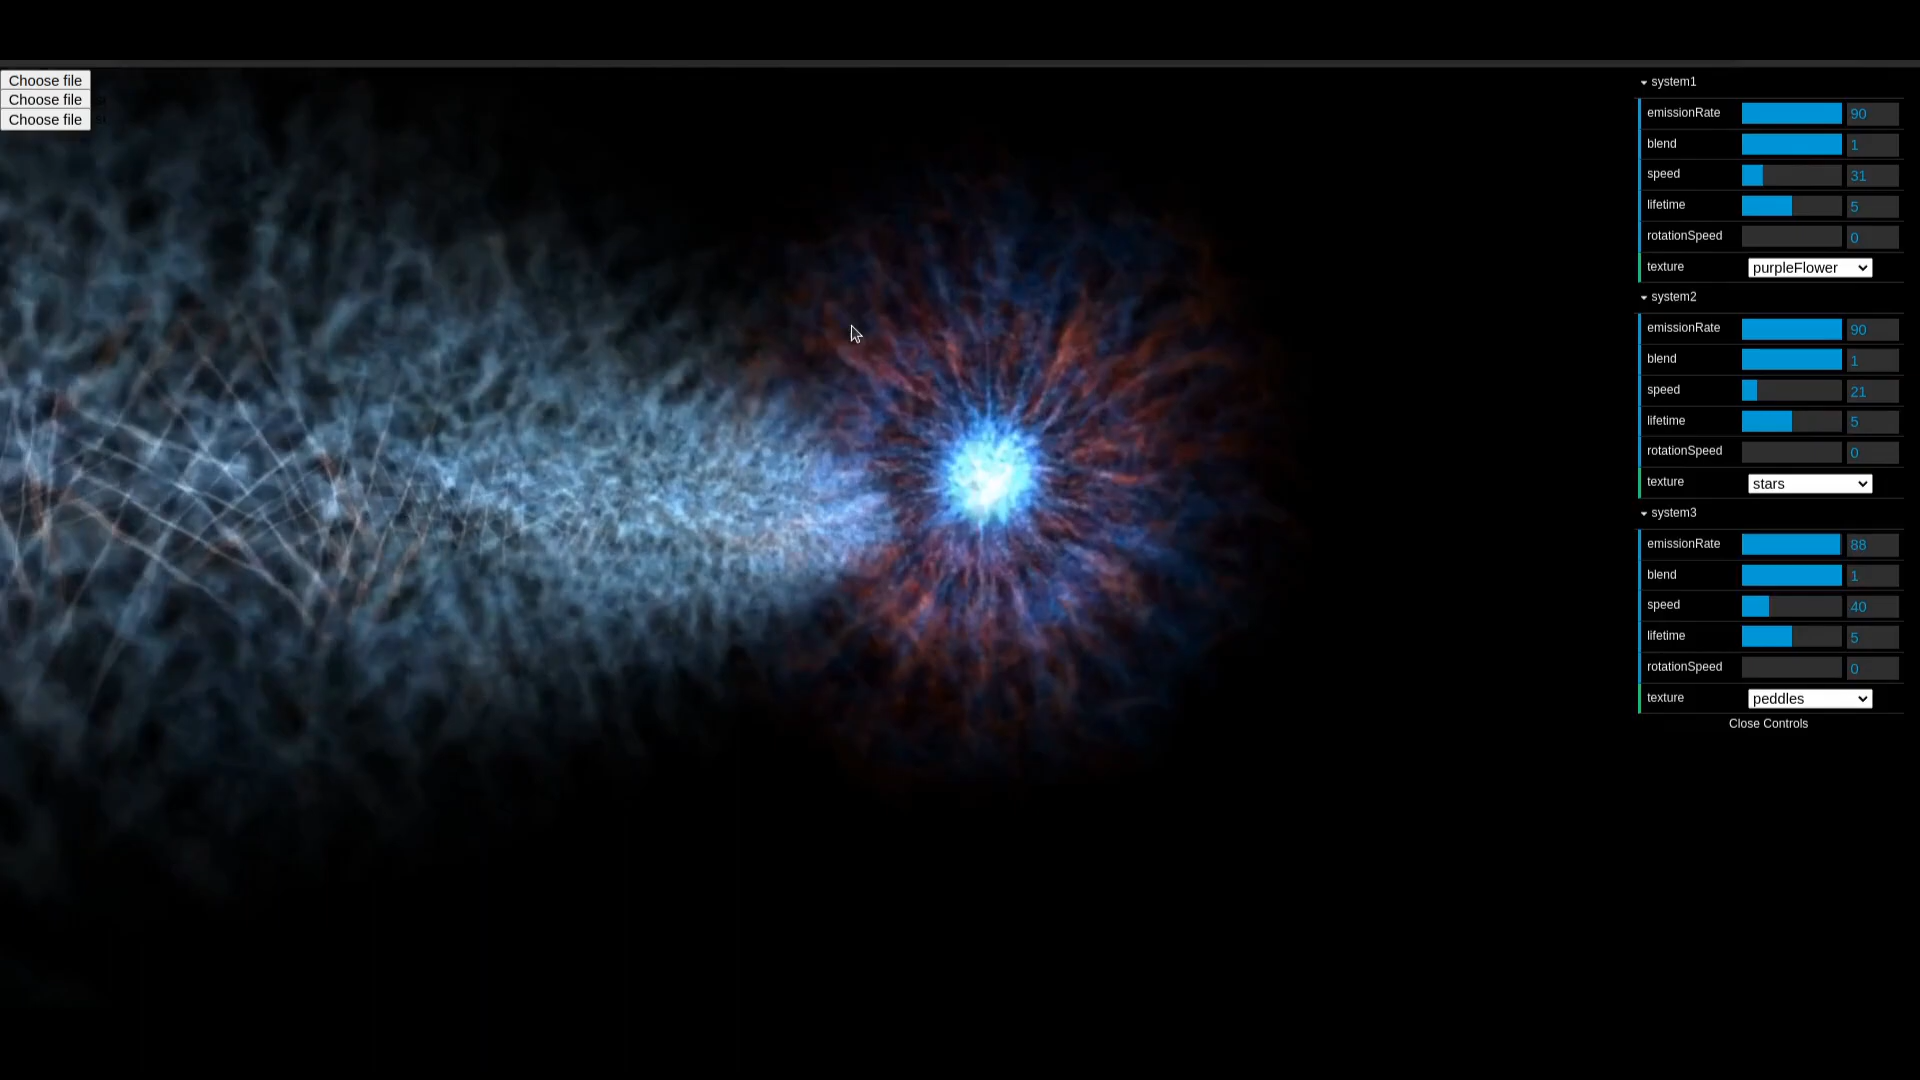 Choose file
Choose file
Choose file
system1
emissionRate 90
blend 1
speed 31
lifetime 5
rotationSpeed 0
texture purpleFlower
system2
emissionRate 90
blend 1
speed 21
lifetime 5
rotationSpeed 0
texture stars
system3
emissionRate 88
blend 1
speed 40
lifetime 5
rotationSpeed 0
texture peddles
Close Controls